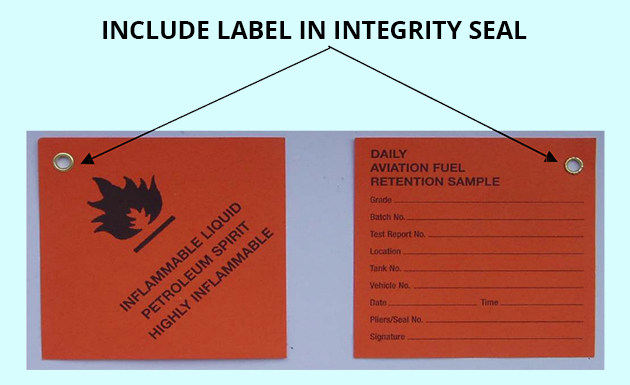 INCLUDE LABEL IN INTEGRITY SEAL
INFLAMMABLE LIQUID
PETROLEUM SPIRIT
HIGHLY INFLAMMABLE
DAILY
AVIATION FUEL
RETENTION SAMPLE
Grade
Batch No.
Test Report No.
Location
Tank No.
Vehicle No.
Date Time
Pliers/Seal No.
Signature